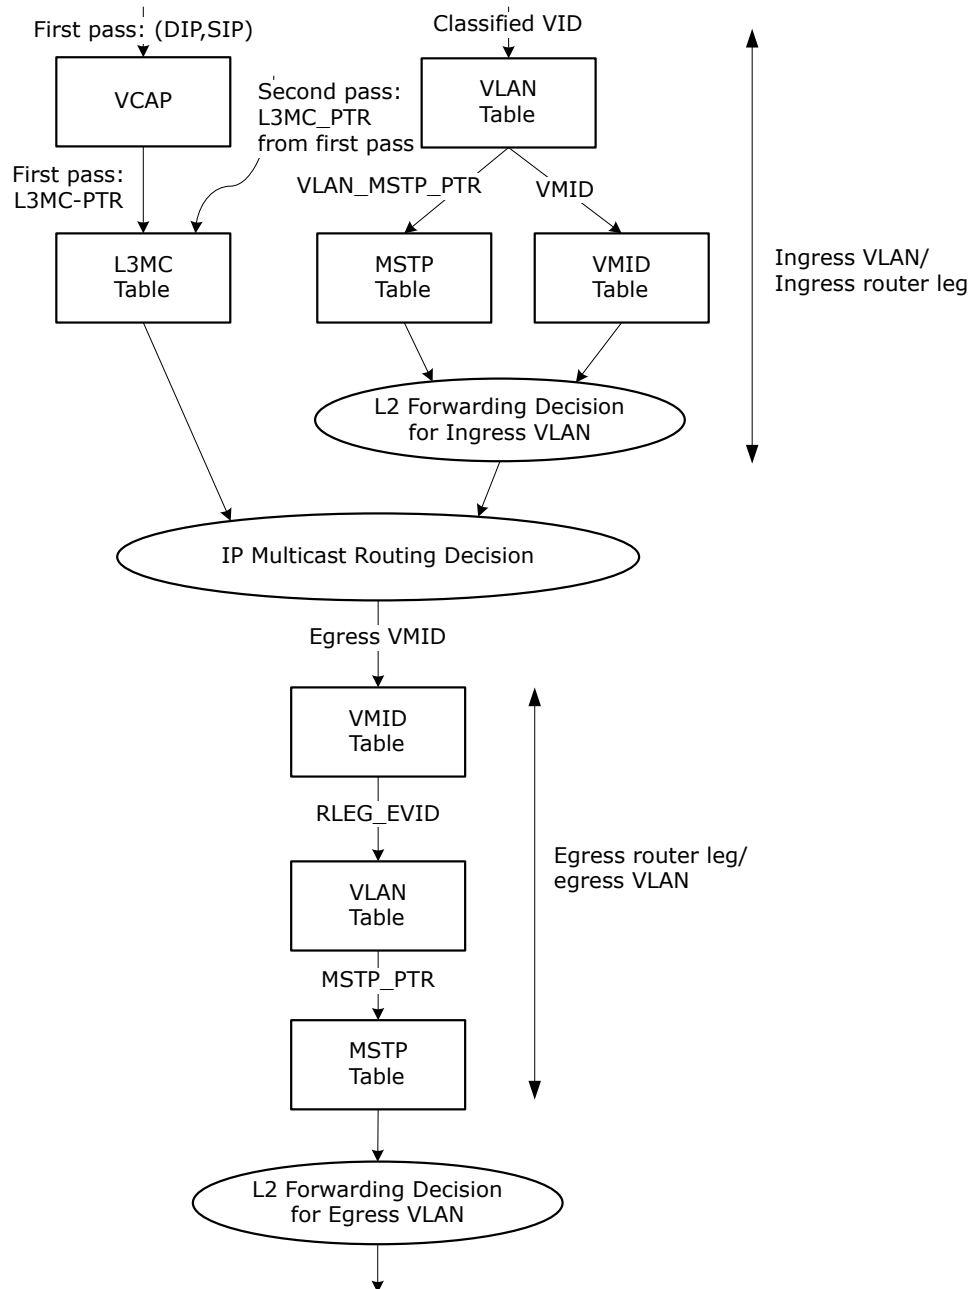 First pass: (DIP,SIP)
Classified VID
VCAP
Second pass:
L3MC_PTR
from first pass
VLAN
Table
First pass:
L3MC-PTR
VLAN_MSTP_PTR
VMID
L3MC
Table
MSTP
Table
VMID
Table
Ingress VLAN/
Ingress router leg
L2 Forwarding Decision
for Ingress VLAN
IP Multicast Routing Decision
Egress VMID
VMID
Table
RLEG_EVID
VLAN
Table
Egress router leg/
egress VLAN
MSTP_PTR
MSTP
Table
L2 Forwarding Decision
for Egress VLAN